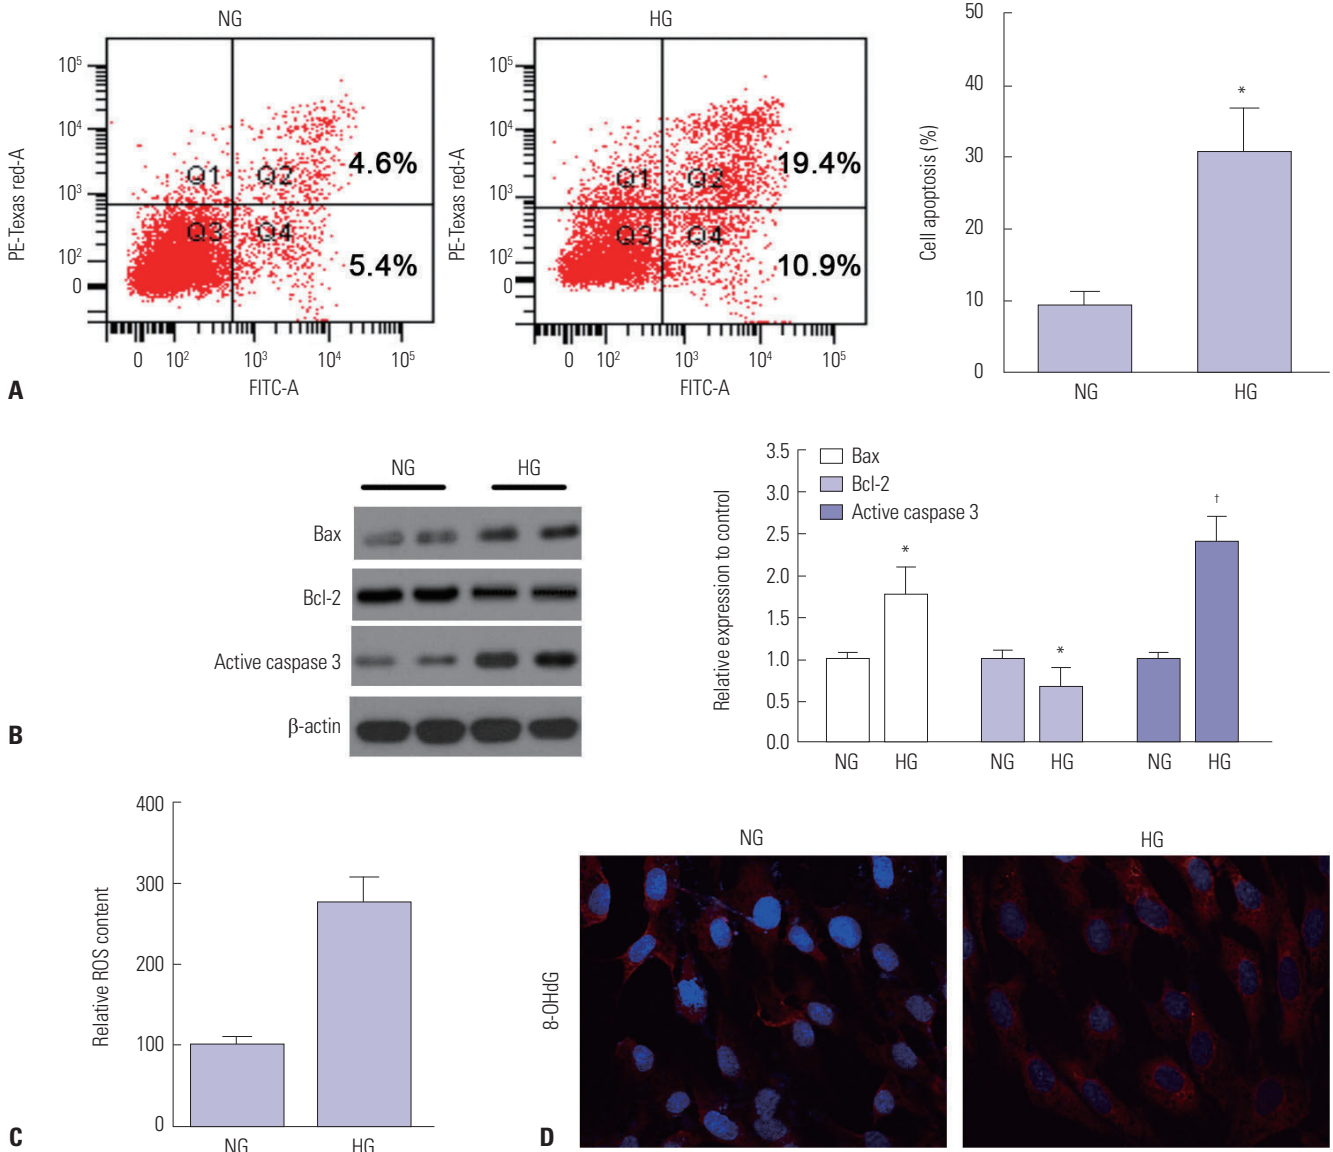 NG
HG
PE-Texas red-A
10⁵
10⁴
10³
10²
0
Q1
Q2
Q3
Q4
4.6%
5.4%
0
10²
10³
10⁴
10⁵
FITC-A
PE-Texas red-A
10⁵
10⁴
10³
10²
0
Q1
Q2
Q3
Q4
19.4%
10.9%
0
10²
10³
10⁴
10⁵
FITC-A
Cell apoptosis (%)
50
40
30
20
10
0
*
NG
HG
A
NG
HG
Bax
Bcl-2
Active caspase 3
β-actin
Relative expression to control
3.5
3.0
2.5
2.0
1.5
1.0
0.5
0.0
Bax
Bcl-2
Active caspase 3
*
*
†
NG
HG
NG
HG
NG
HG
B
Relative ROS content
400
300
200
100
0
NG
HG
C
NG
HG
8-OHdG
D